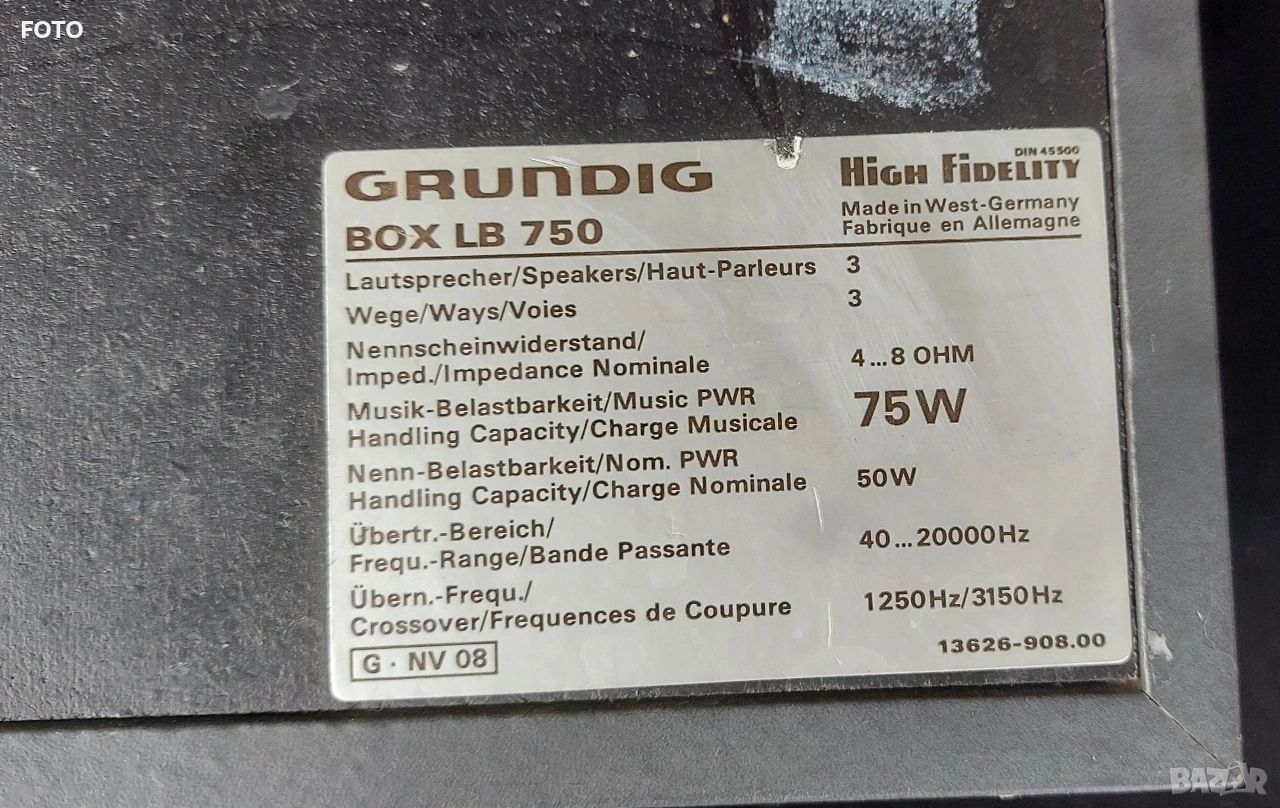 FOTO
GRUNDIG
BOX LB 750
DIN 45500
HIGH FIDELITY
Made in West-Germany
Fabrique en Allemagne
Lautsprecher/Speakers/Haut-Parleurs 3
Wege/Ways/Voies 3
Nennscheinwiderstand/
Imped./Impedance Nominale 4...8 OHM
Musik-Belastbarkeit/Music PWR
Handling Capacity/Charge Musicale 75W
Nenn-Belastbarkeit/Nom. PWR
Handling Capacity/Charge Nominale 50W
Übertr.-Bereich/
Frequ.-Range/Bande Passante 40...20000Hz
Übern.-Frequ./
Crossover/Frequences de Coupure 1250Hz/3150Hz
G · NV 08
13626-908.00
BAZAR